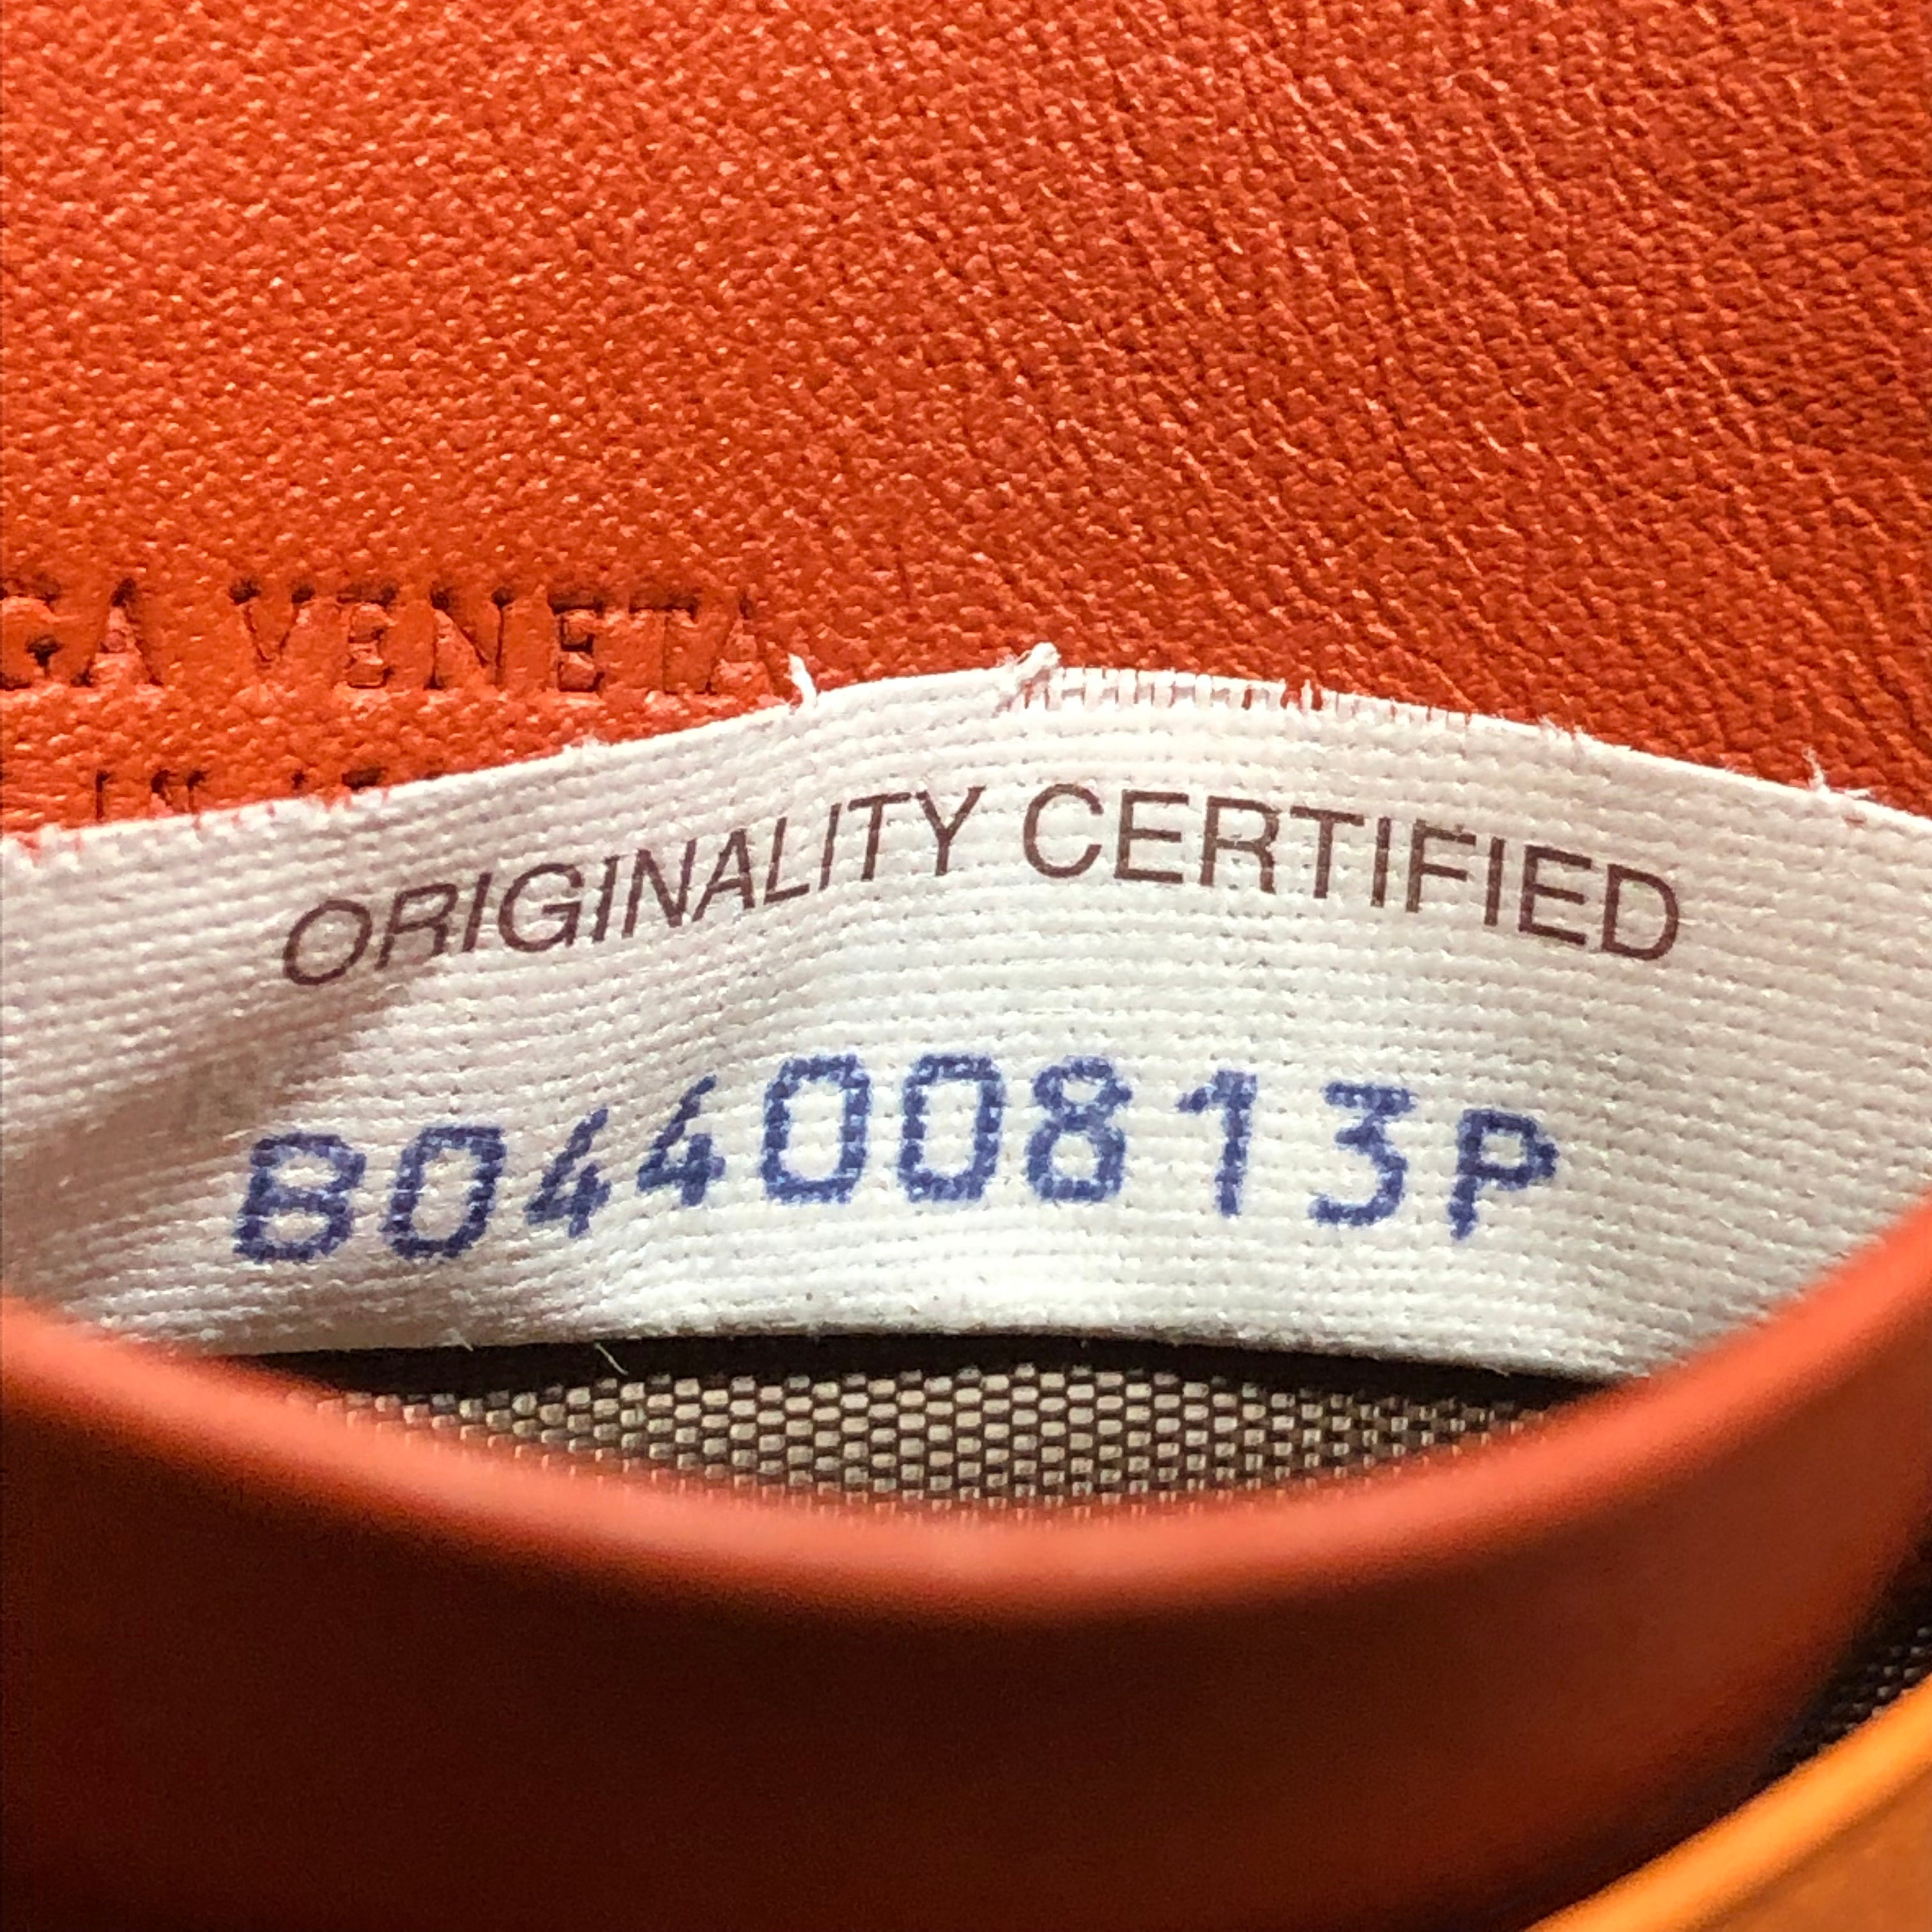 GA VENETA
ORIGINALITY CERTIFIED
B04400813P